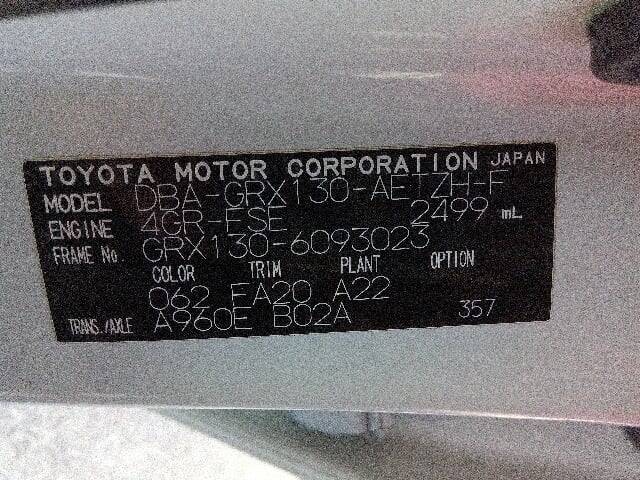 TOYOTA MOTOR CORPORATION JAPAN
MODEL DBA-GRX130-AETZH-F
ENGINE 4GR-FSE 2499 mL
FRAME No. GRX130-6093023
COLOR TRIM PLANT OPTION
062 FA20 A22
TRANS./AXLE A960E B02A 357